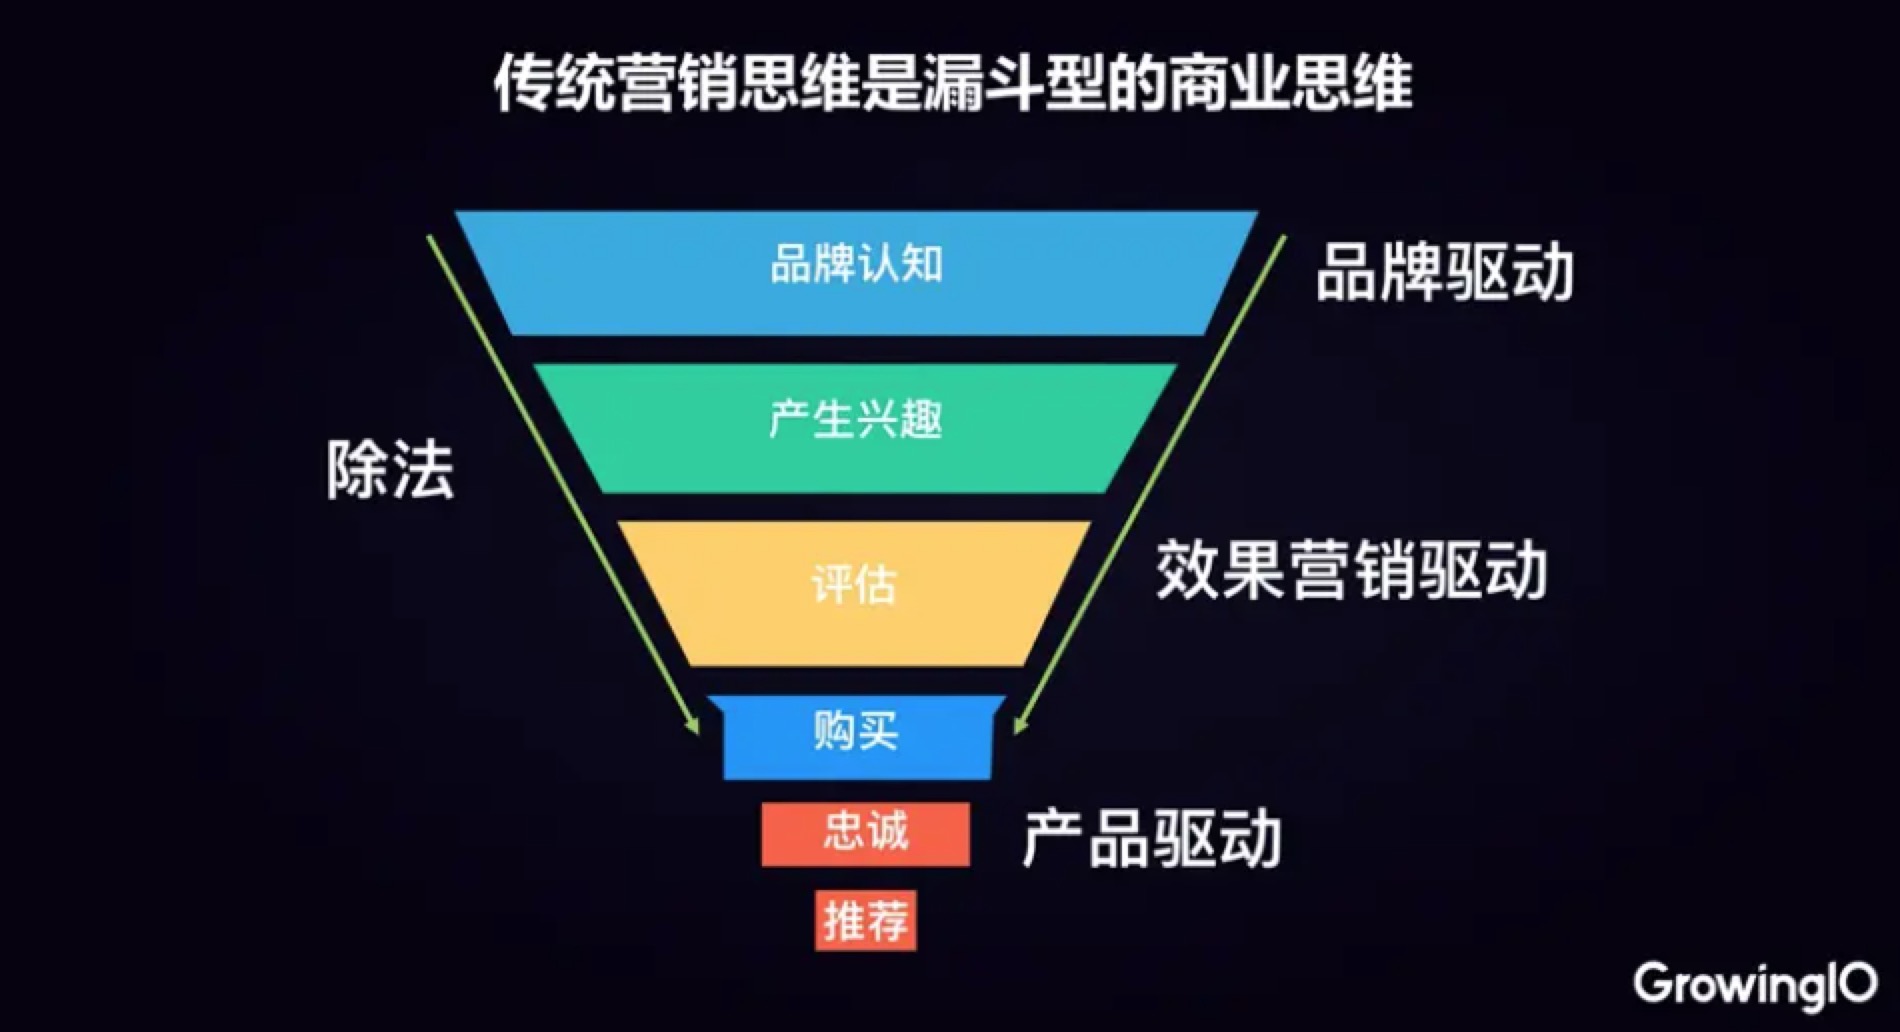 传统营销思维是漏斗型的商业思维
品牌认知
品牌驱动
产生兴趣
除法
评估
效果营销驱动
购买
忠诚
产品驱动
推荐
GrowingIO